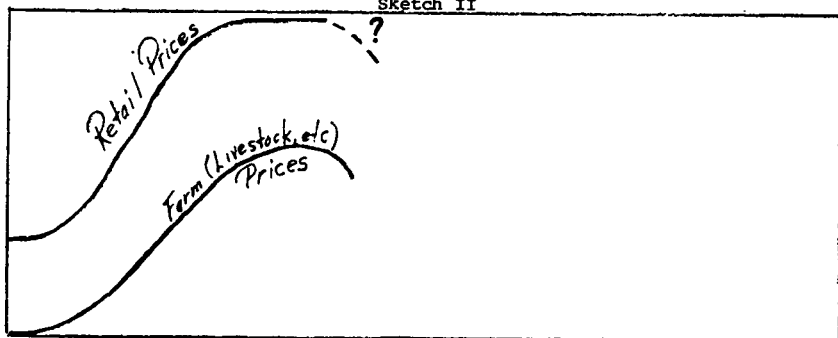 Sketch II
?
Retail Prices
Farm (Livestock, etc)
Prices